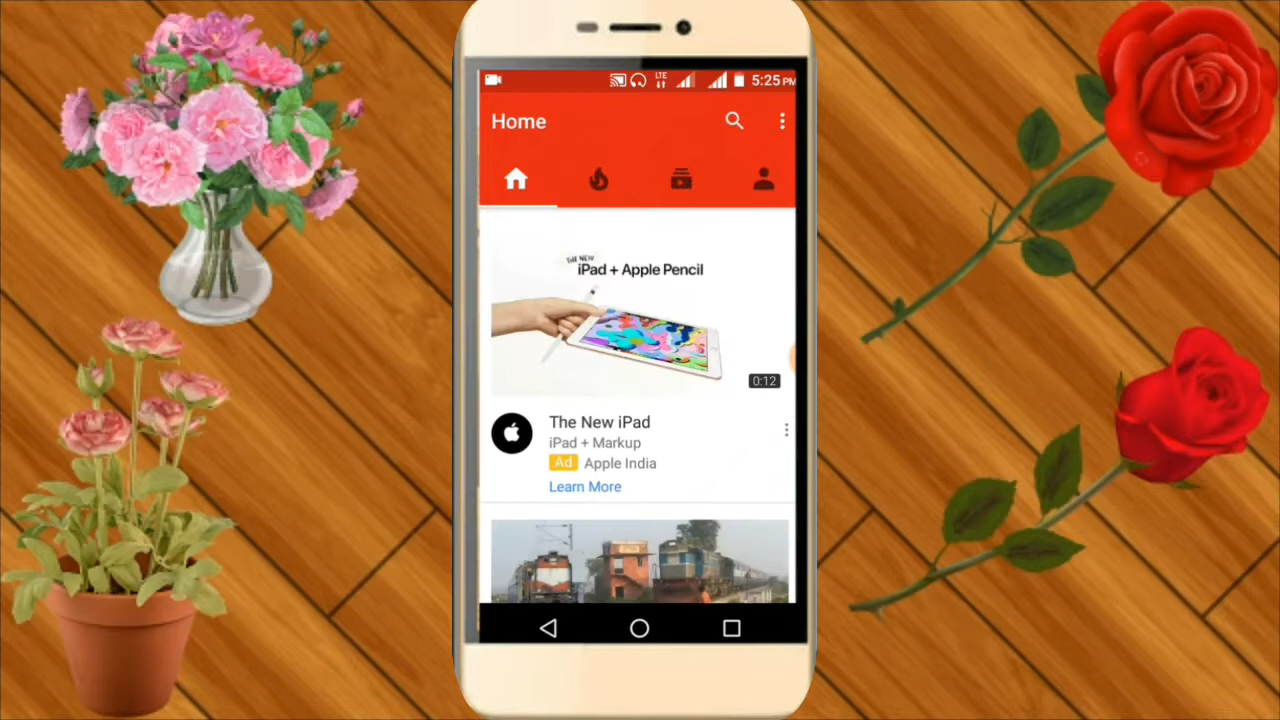 LTE 5:25 PM
Home
THE NEW
iPad + Apple Pencil
0:12
The New iPad
iPad + Markup
Ad Apple India
Learn More